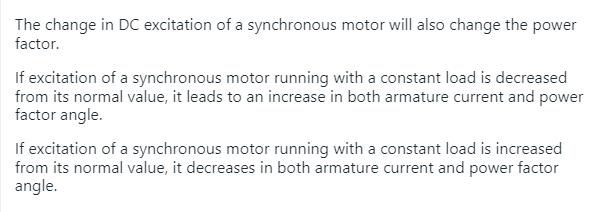 The change in DC excitation of a synchronous motor will also change the power
factor.
If excitation of a synchronous motor running with a constant load is decreased
from its normal value, it leads to an increase in both armature current and power
factor angle.
If excitation of a synchronous motor running with a constant load is increased
from its normal value, it decreases in both armature current and power factor
angle.